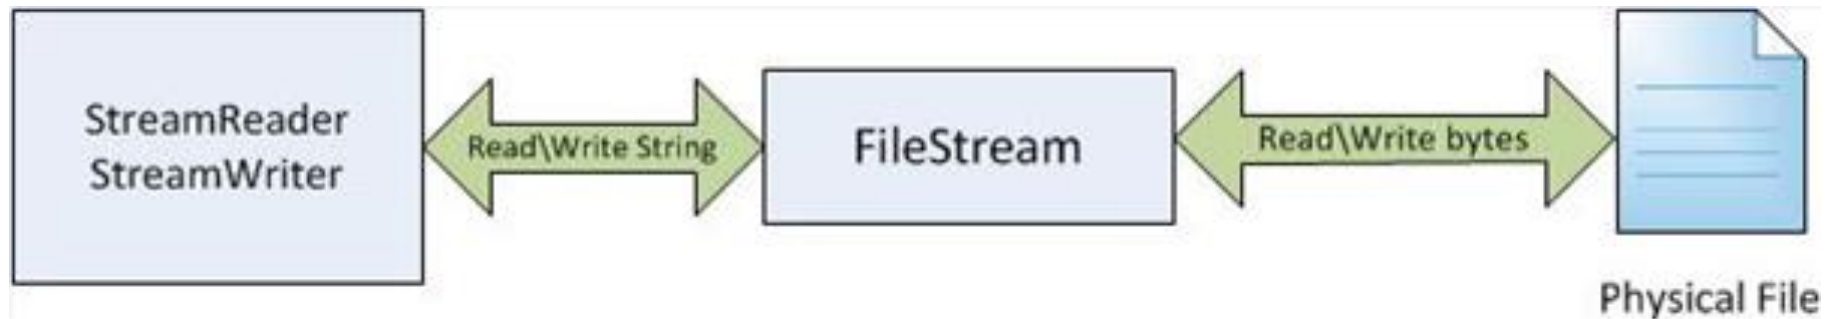 StreamReader
StreamWriter
Read\Write String
FileStream
Read\Write bytes
Physical File